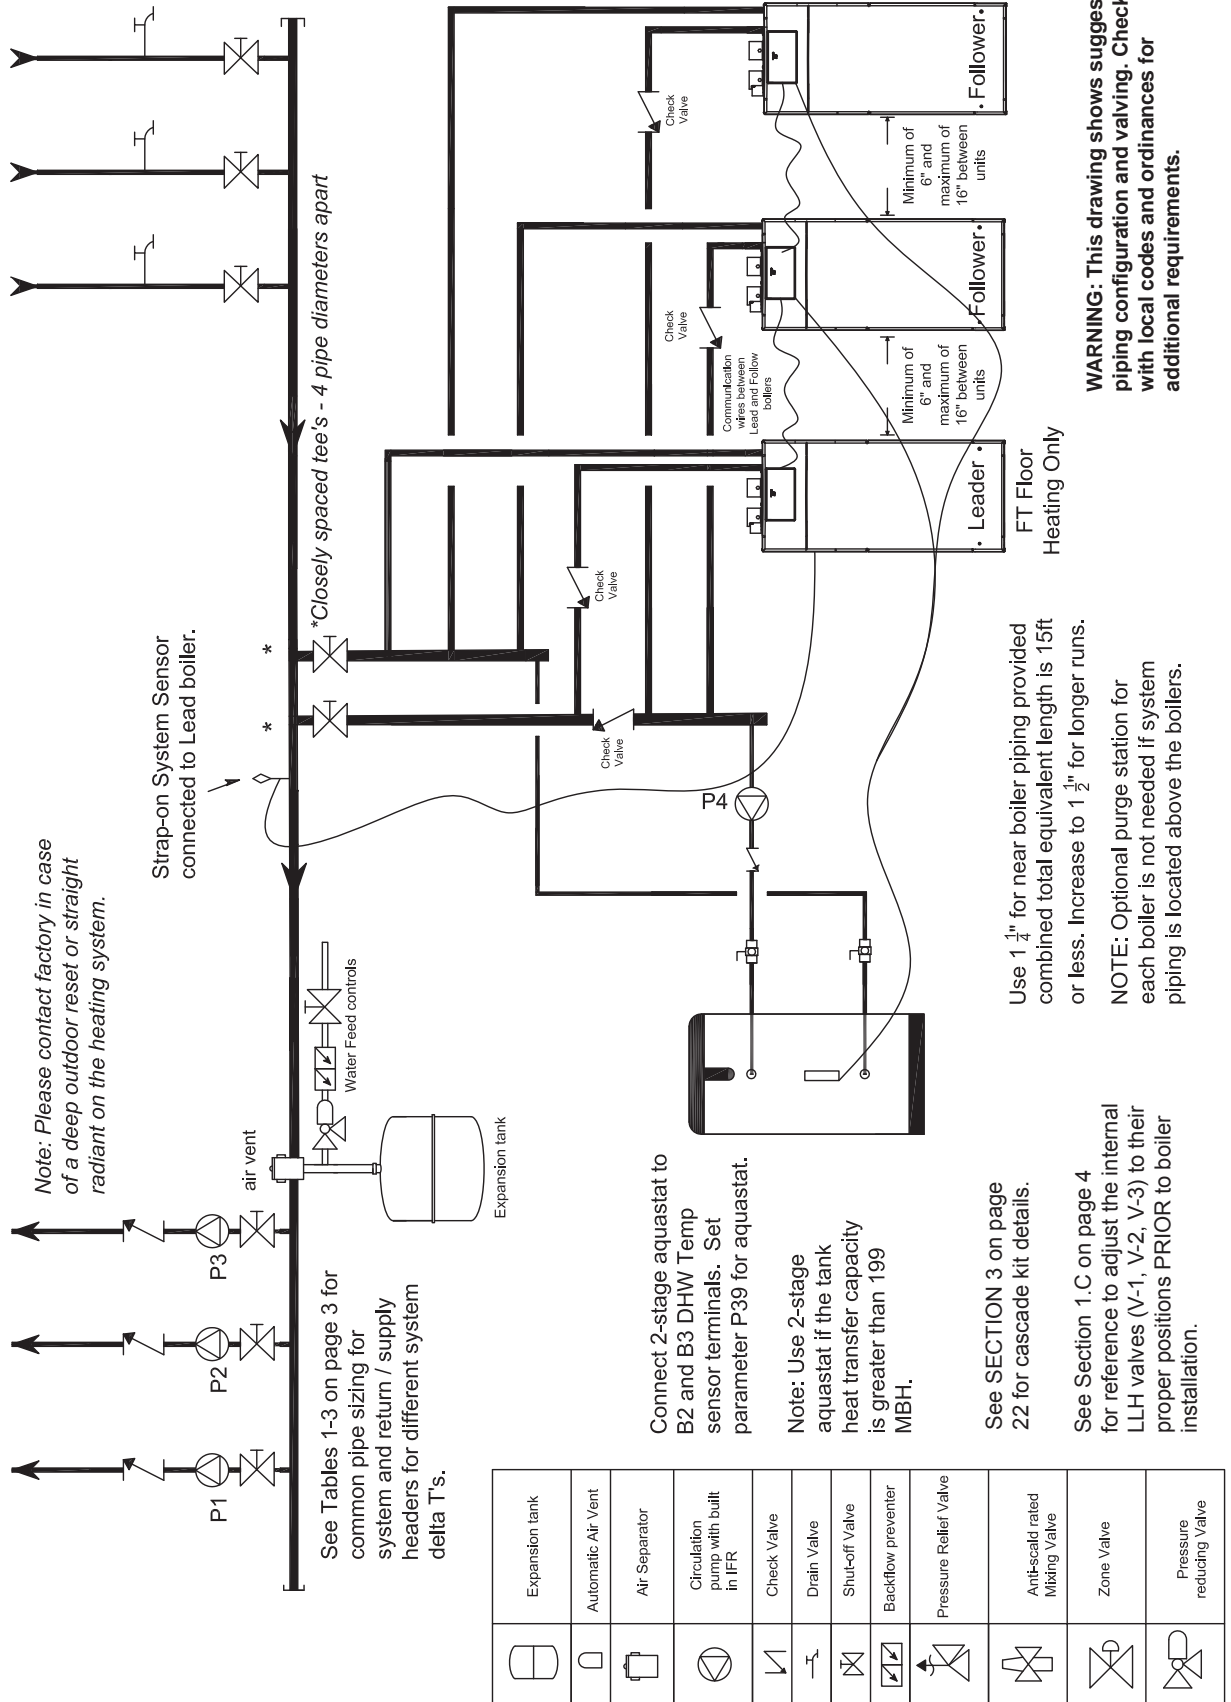 Note: Please contact factory in case
of a deep outdoor reset or straight
radiant on the heating system.
Strap-on System Sensor
connected to Lead boiler.
P1
P2
P3
air vent
Water Feed controls
Expansion tank
*
*
*Closely spaced tee's - 4 pipe diameters apart
See Tables 1-3 on page 3 for
common pipe sizing for
system and return / supply
headers for different system
delta T's.
Check
Valve
Check
Valve
Check
Valve
Check
Valve
P4
Communication
wires between
Lead and Follow
boilers
Connect 2-stage aquastat to
B2 and B3 DHW Temp
sensor terminals. Set
parameter P39 for aquastat.
Note: Use 2-stage
aquastat if the tank
heat transfer capacity
is greater than 199
MBH.
See SECTION 3 on page
22 for cascade kit details.
See Section 1.C on page 4
for reference to adjust the internal
LLH valves (V-1, V-2, V-3) to their
proper positions PRIOR to boiler
installation.
Leader
Follower
Follower
Minimum of
6" and
maximum of
16" between
units
Minimum of
6" and
maximum of
16" between
units
FT Floor
Heating Only
Use 1 1/4" for near boiler piping provided
combined total equivalent length is 15ft
or less. Increase to 1 1/2" for longer runs.
NOTE: Optional purge station for
each boiler is not needed if system
piping is located above the boilers.
WARNING: This drawing shows sugges
piping configuration and valving. Check
with local codes and ordinances for
additional requirements.
Expansion tank
Automatic Air Vent
Air Separator
Circulation
pump with built
in IFR
Check Valve
Drain Valve
Shut-off Valve
Backflow preventer
Pressure Relief Valve
Anti-scald rated
Mixing Valve
Zone Valve
Pressure
reducing Valve